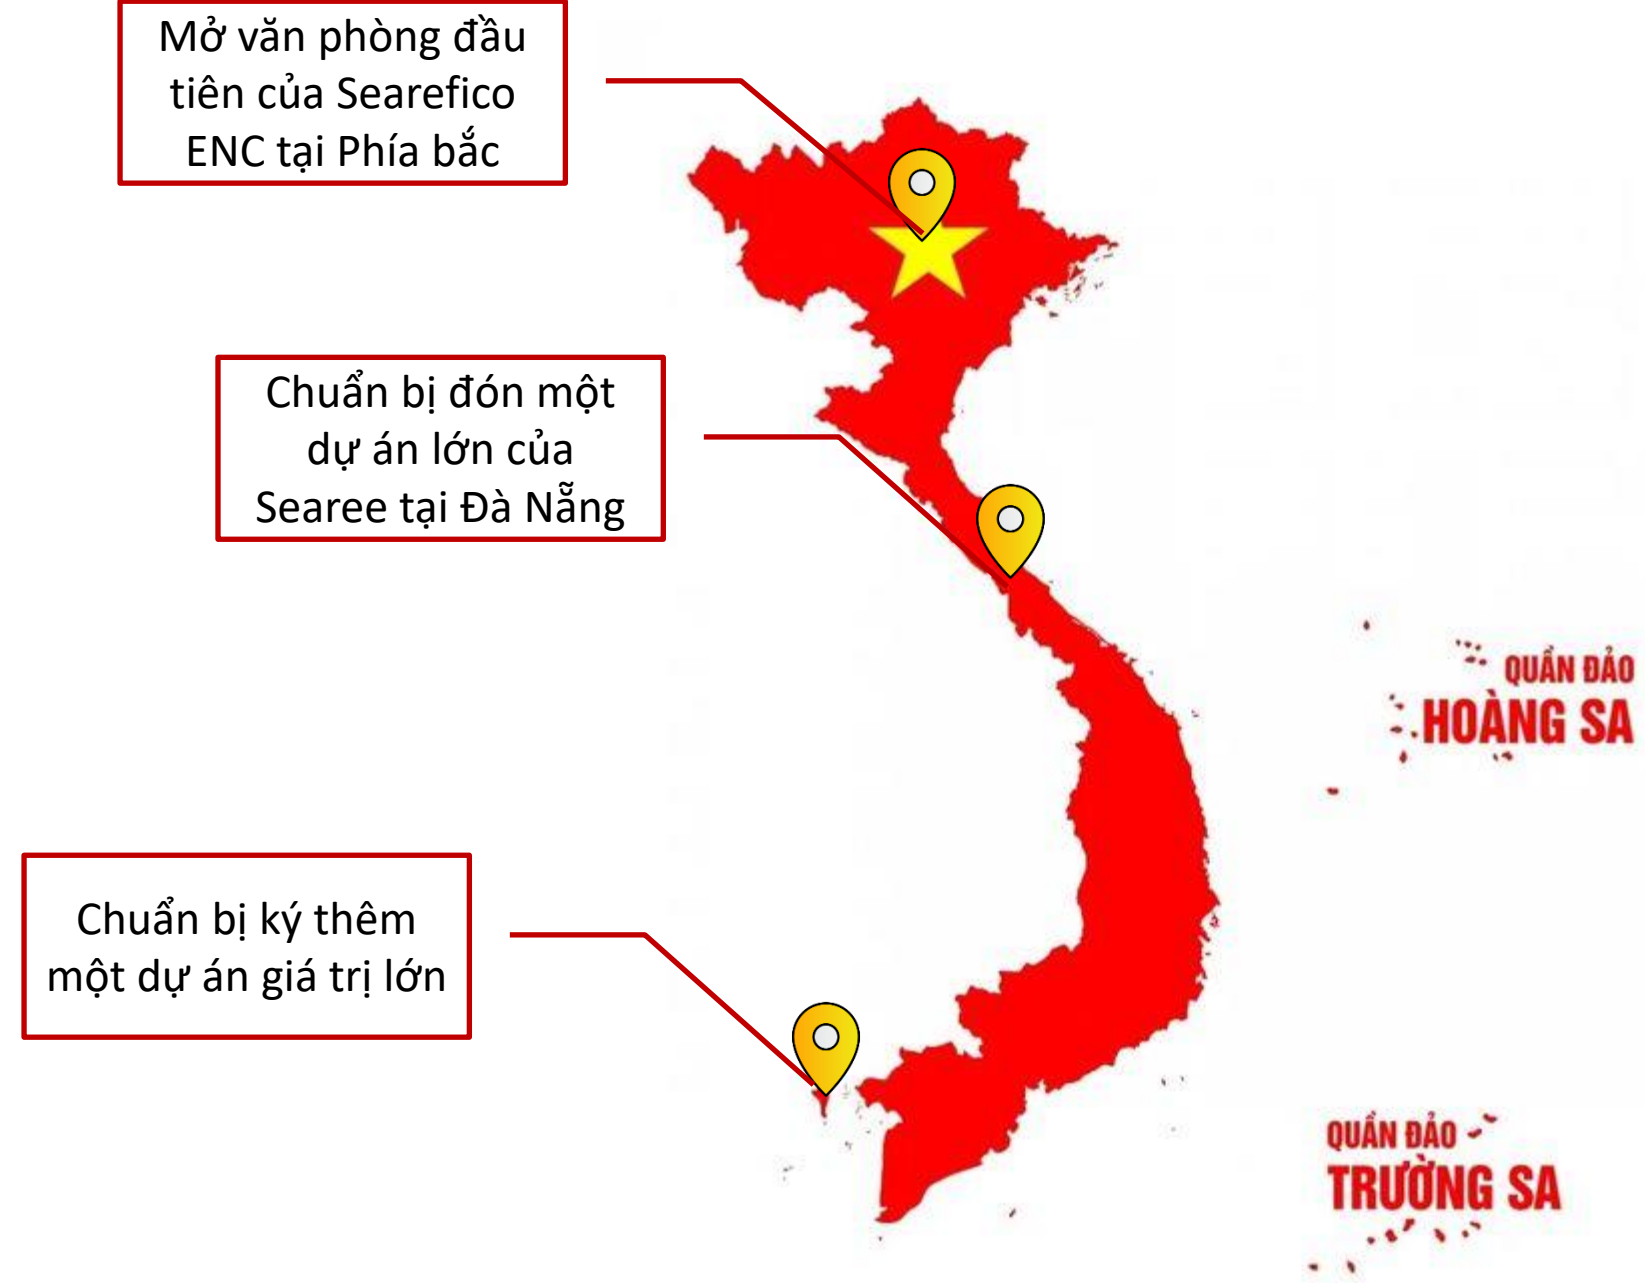 Mở văn phòng đầu
tiên của Searefico
ENC tại Phía bắc
Chuẩn bị đón một
dự án lớn của
Searee tại Đà Nẵng
QUẦN ĐẢO
HOÀNG SA
Chuẩn bị ký thêm
một dự án giá trị lớn
QUẦN ĐẢO
TRƯỜNG SA